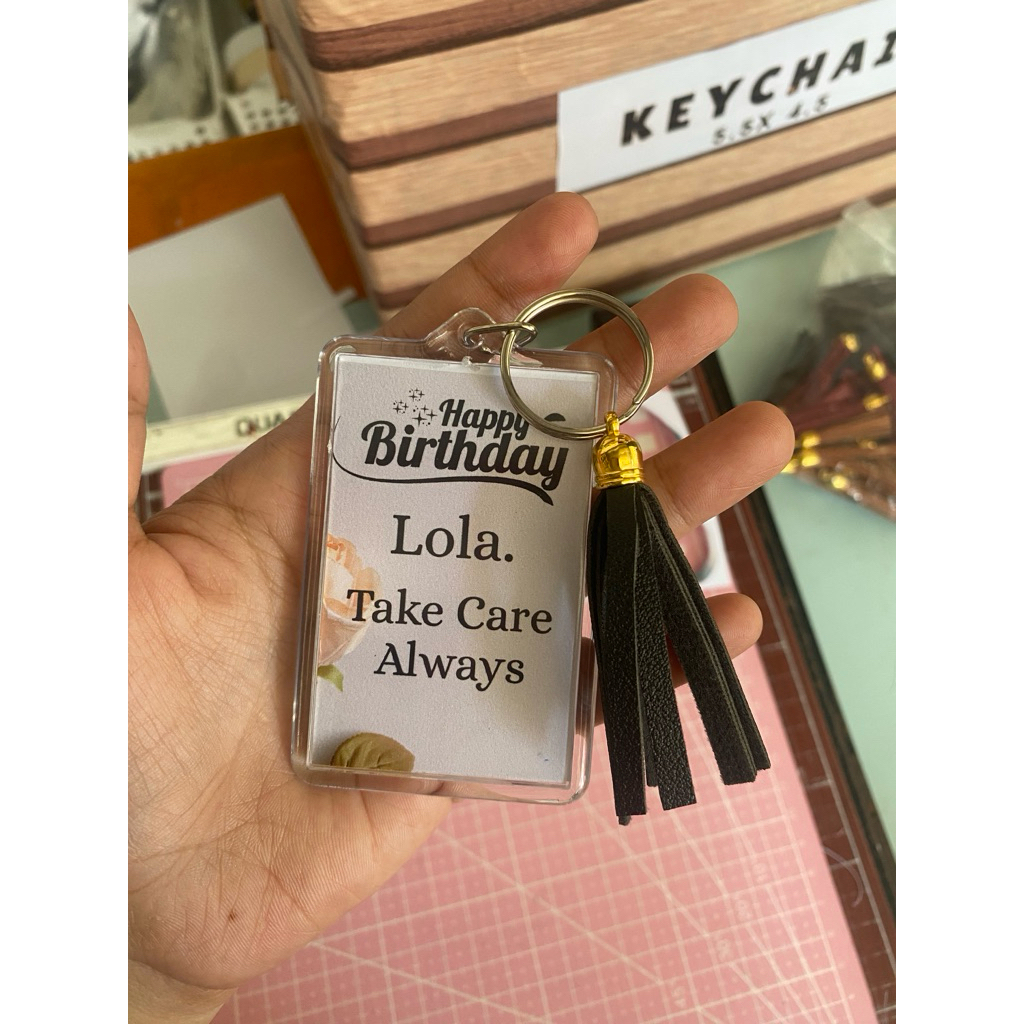 KEYCHAI
5.5X 4.5
Happy
Birthday
Lola.
Take Care
Always